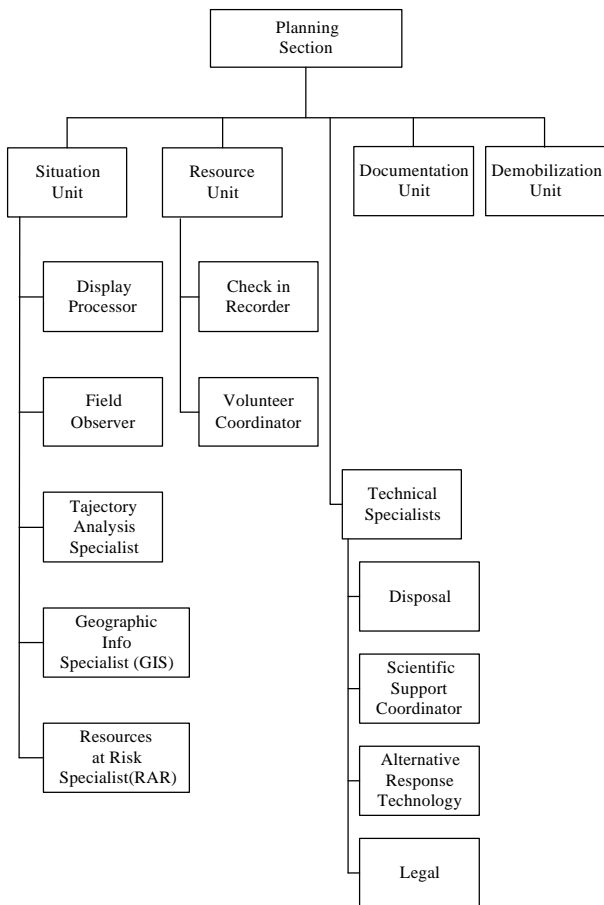 Planning
Section
Situation
Unit
Resource
Unit
Documentation
Unit
Demobilization
Unit
Display
Processor
Check in
Recorder
Field
Observer
Volunteer
Coordinator
Tajectory
Analysis
Specialist
Technical
Specialists
Geographic
Info
Specialist (GIS)
Disposal
Resources
at Risk
Specialist(RAR)
Scientific
Support
Coordinator
Alternative
Response
Technology
Legal